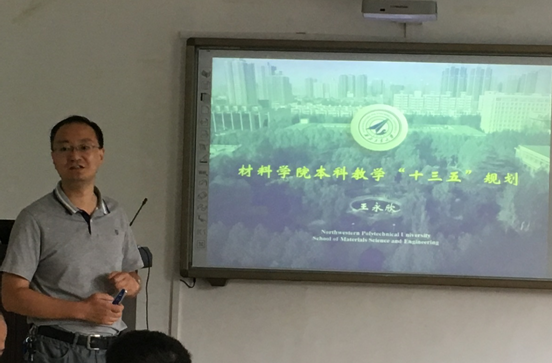 材料学院本科教学“十三五”规划
王永欣
Northwestern Polytechnical University
School of Materials Science and Engineering